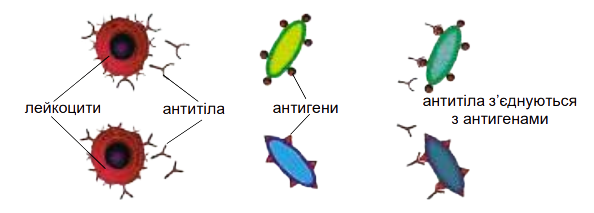 лейкоцити
антитіла
антигени
антитіла з’єднуються
з антигенами